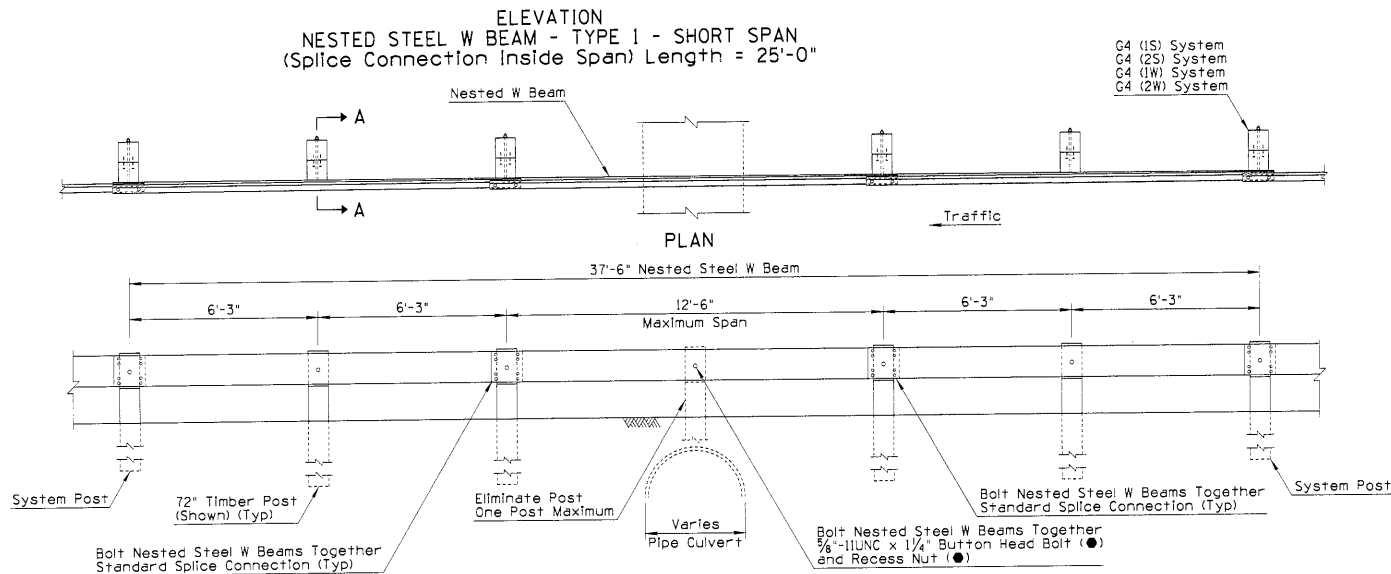 ELEVATION
NESTED STEEL W BEAM - TYPE 1 - SHORT SPAN
(Splice Connection Inside Span) Length = 25'-0"
G4 (1S) System
G4 (2S) System
G4 (1W) System
G4 (2W) System
Nested W Beam
A
A
Traffic
PLAN
37'-6" Nested Steel W Beam
6'-3"
6'-3"
12'-6"
6'-3"
6'-3"
Maximum Span
System Post
72" Timber Post
(Shown) (Typ)
Eliminate Post
One Post Maximum
Bolt Nested Steel W Beams Together
Standard Splice Connection (Typ)
System Post
Varies
Pipe Culvert
Bolt Nested Steel W Beams Together
Standard Splice Connection (Typ)
Bolt Nested Steel W Beams Together
5/8"-11UNC x 1 1/4" Button Head Bolt (⬣)
and Recess Nut (⬣)